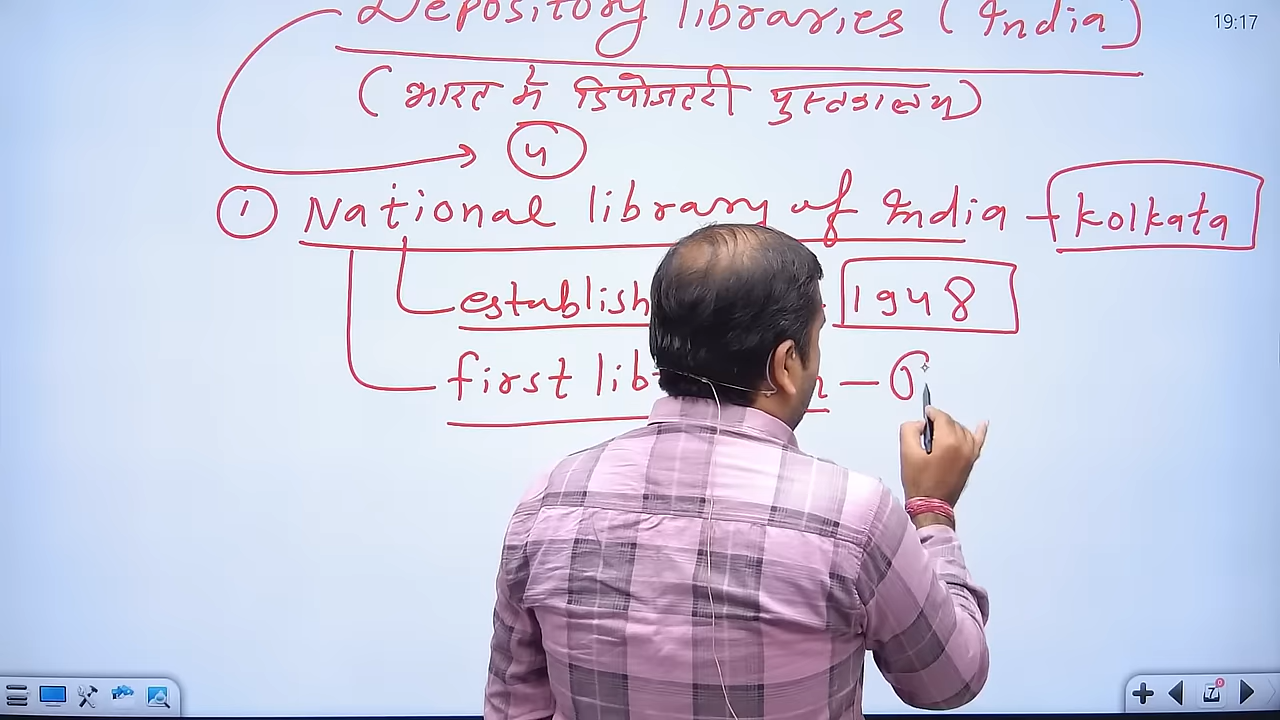 19:17
Depository libraries (India)
(भारत में डिपोजटरी पुस्तकालय)
4
1 National library of India - Kolkata
establish 1948
first lib -
7